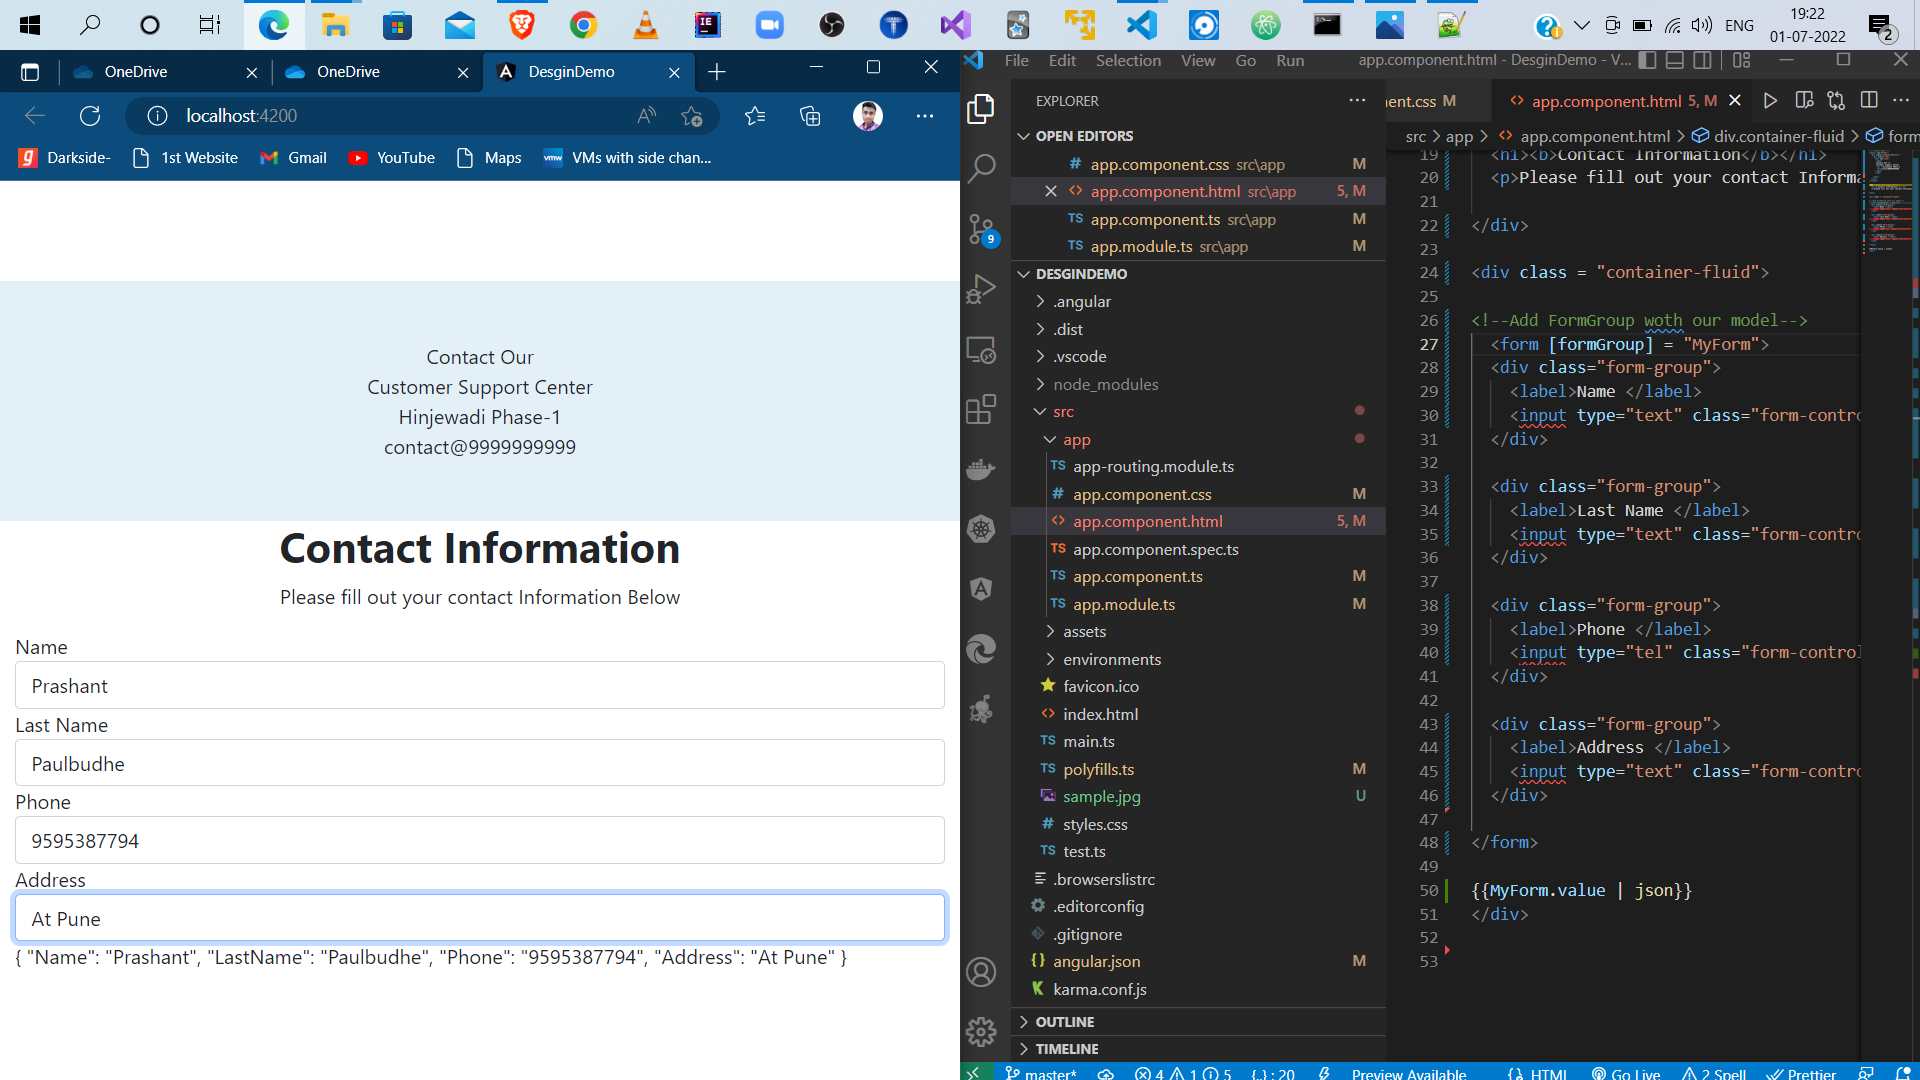 ENG
19:22
01-07-2022
2
OneDrive
OneDrive
DesginDemo
localhost:4200
Darkside-
1st Website
Gmail
YouTube
Maps
VMs with side chan...
Contact Our
Customer Support Center
Hinjewadi Phase-1
contact@9999999999
Contact Information
Please fill out your contact Information Below
Name
Prashant
Last Name
Paulbudhe
Phone
9595387794
Address
At Pune
{ "Name": "Prashant", "LastName": "Paulbudhe", "Phone": "9595387794", "Address": "At Pune" }
File Edit Selection View Go Run app.component.html - DesginDemo - V...
EXPLORER
OPEN EDITORS
# app.component.css src\app M
<> app.component.html src\app 5, M
TS app.component.ts src\app M
TS app.module.ts src\app M
9
DESGINDEMO
.angular
.dist
.vscode
node_modules
src
app
TS app-routing.module.ts
# app.component.css M
<> app.component.html 5, M
TS app.component.spec.ts
TS app.component.ts M
TS app.module.ts M
assets
environments
favicon.ico
<> index.html
TS main.ts
TS polyfills.ts M
sample.jpg U
# styles.css
TS test.ts
.browserslistrc
.editorconfig
.gitignore
{} angular.json M
karma.conf.js
OUTLINE
TIMELINE
nent.css M
<> app.component.html 5, M
src > app > <> app.component.html > div.container-fluid > form
19 <h1><b>Contact Information</b></h1>
20 <p>Please fill out your contact Informa
21
22 </div>
23
24 <div class = "container-fluid">
25
26 <!--Add FormGroup woth our model-->
27 <form [formGroup] = "MyForm">
28 <div class="form-group">
29 <label>Name </label>
30 <input type="text" class="form-contro
31 </div>
32
33 <div class="form-group">
34 <label>Last Name </label>
35 <input type="text" class="form-contro
36 </div>
37
38 <div class="form-group">
39 <label>Phone </label>
40 <input type="tel" class="form-control
41 </div>
42
43 <div class="form-group">
44 <label>Address </label>
45 <input type="text" class="form-contro
46 </div>
47
48 </form>
49
50 {{MyForm.value | json}}
51 </div>
52
53
master* 4 1 5 {..} : 20 Preview Available HTML Go Live 2 Spell Prettier